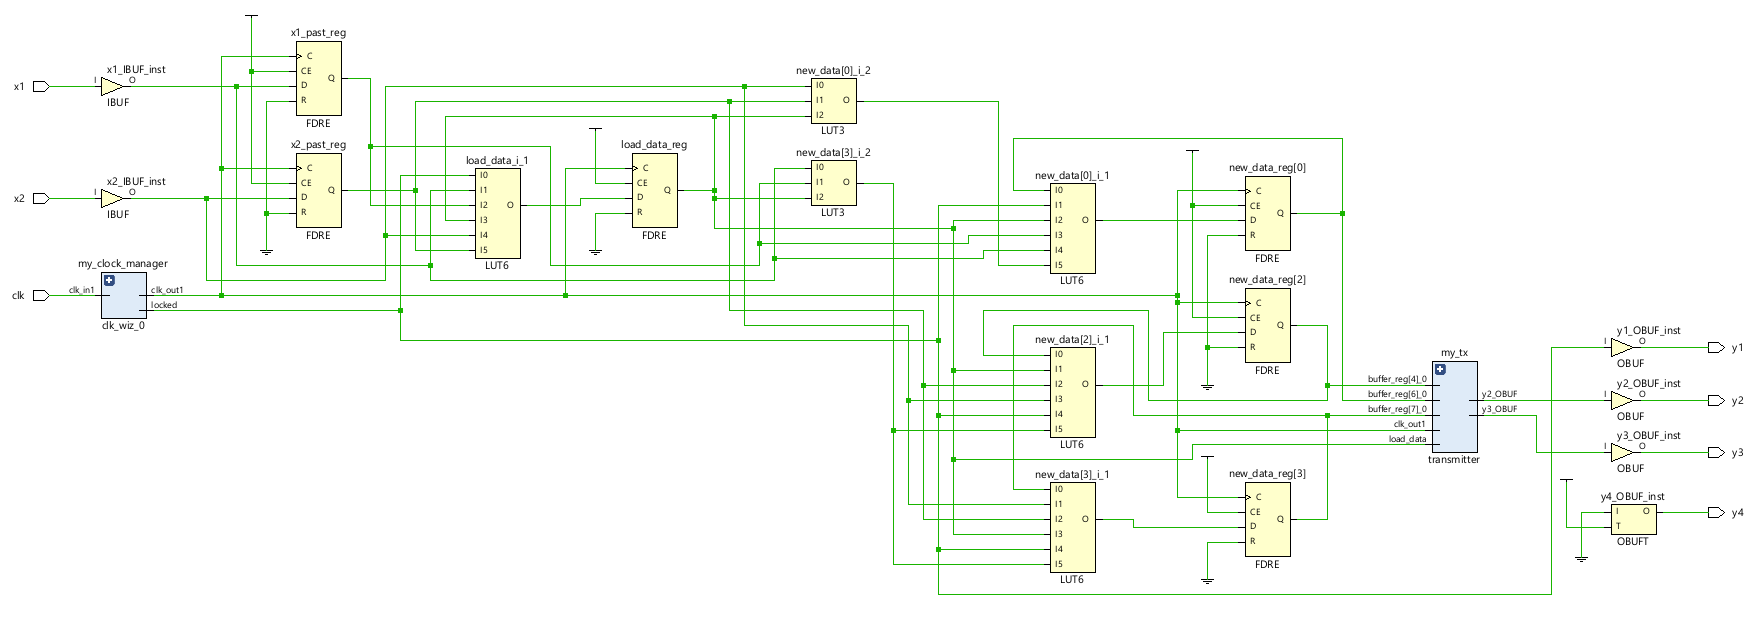 x1
I
x1_IBUF_inst
O
IBUF
x2
I
x2_IBUF_inst
O
IBUF
clk
my_clock_manager
clk_in1
clk_out1
locked
clk_wiz_0
x1_past_reg
C
CE
D
R
Q
FDRE
x2_past_reg
C
CE
D
R
Q
FDRE
load_data_i_1
I0
I1
I2
I3
I4
I5
O
LUT6
load_data_reg
C
CE
D
R
Q
FDRE
new_data[0]_i_2
I0
I1
I2
O
LUT3
new_data[3]_i_2
I0
I1
I2
O
LUT3
new_data[0]_i_1
I0
I1
I2
I3
I4
I5
O
LUT6
new_data[2]_i_1
I0
I1
I2
I3
I4
I5
O
LUT6
new_data[3]_i_1
I0
I1
I2
I3
I4
I5
O
LUT6
new_data_reg[0]
C
CE
D
R
Q
FDRE
new_data_reg[2]
C
CE
D
R
Q
FDRE
new_data_reg[3]
C
CE
D
R
Q
FDRE
my_tx
buffer_reg[4]_0
buffer_reg[6]_0
buffer_reg[7]_0
clk_out1
load_data
y2_OBUF
y3_OBUF
transmitter
y1_OBUF_inst
I
O
OBUF
y1
y2_OBUF_inst
I
O
OBUF
y2
y3_OBUF_inst
I
O
OBUF
y3
y4_OBUF_inst
I
O
T
OBUFT
y4